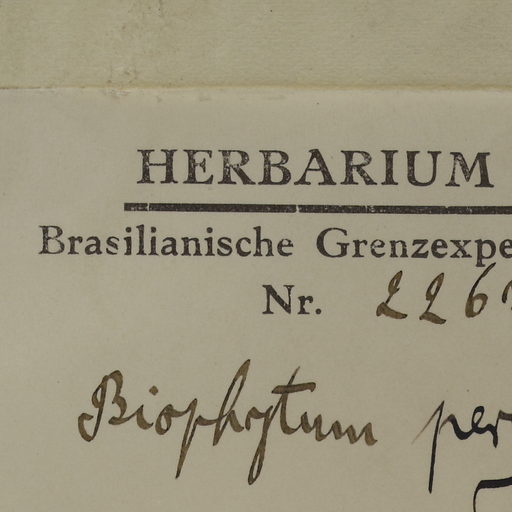 HERBARIUM
Brasilianische Grenzexpe
Nr. 226
Biophytum per